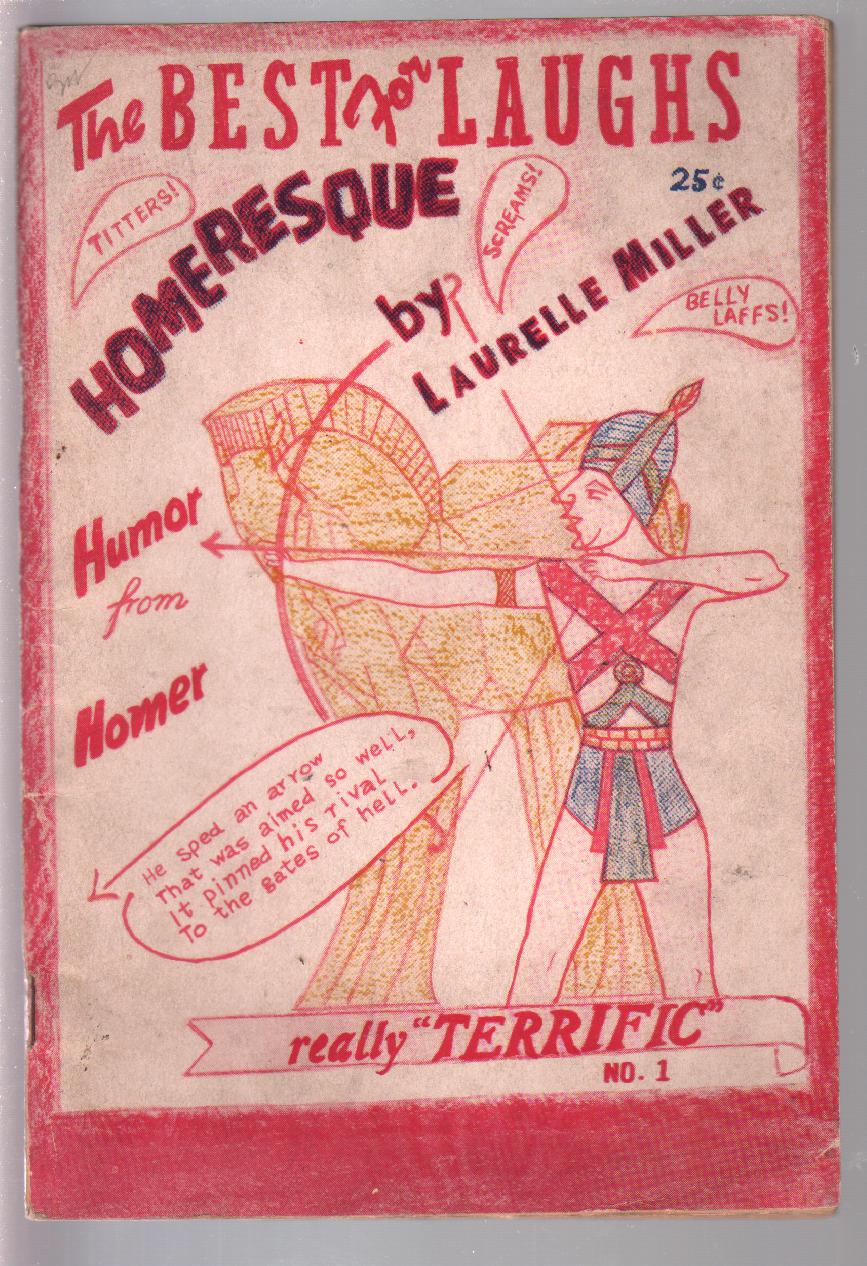 The BEST for LAUGHS
25¢
TITTERS!
HOMERESQUE
SCREAMS!
by
LAURELLE MILLER
BELLY
LAFFS!
Humor
from
Homer
He sped an arrow
That was aimed so well,
It pinned his rival
To the gates of hell.
really "TERRIFIC"
NO. 1